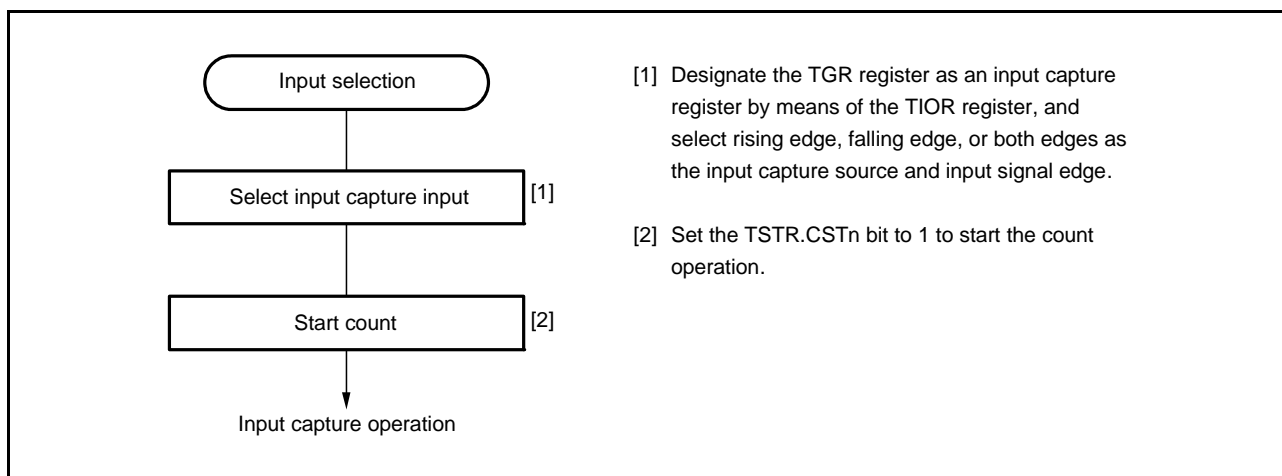 Input selection
Select input capture input
[1]
Start count
[2]
Input capture operation
[1] Designate the TGR register as an input capture
register by means of the TIOR register, and
select rising edge, falling edge, or both edges as
the input capture source and input signal edge.
[2] Set the TSTR.CSTn bit to 1 to start the count
operation.